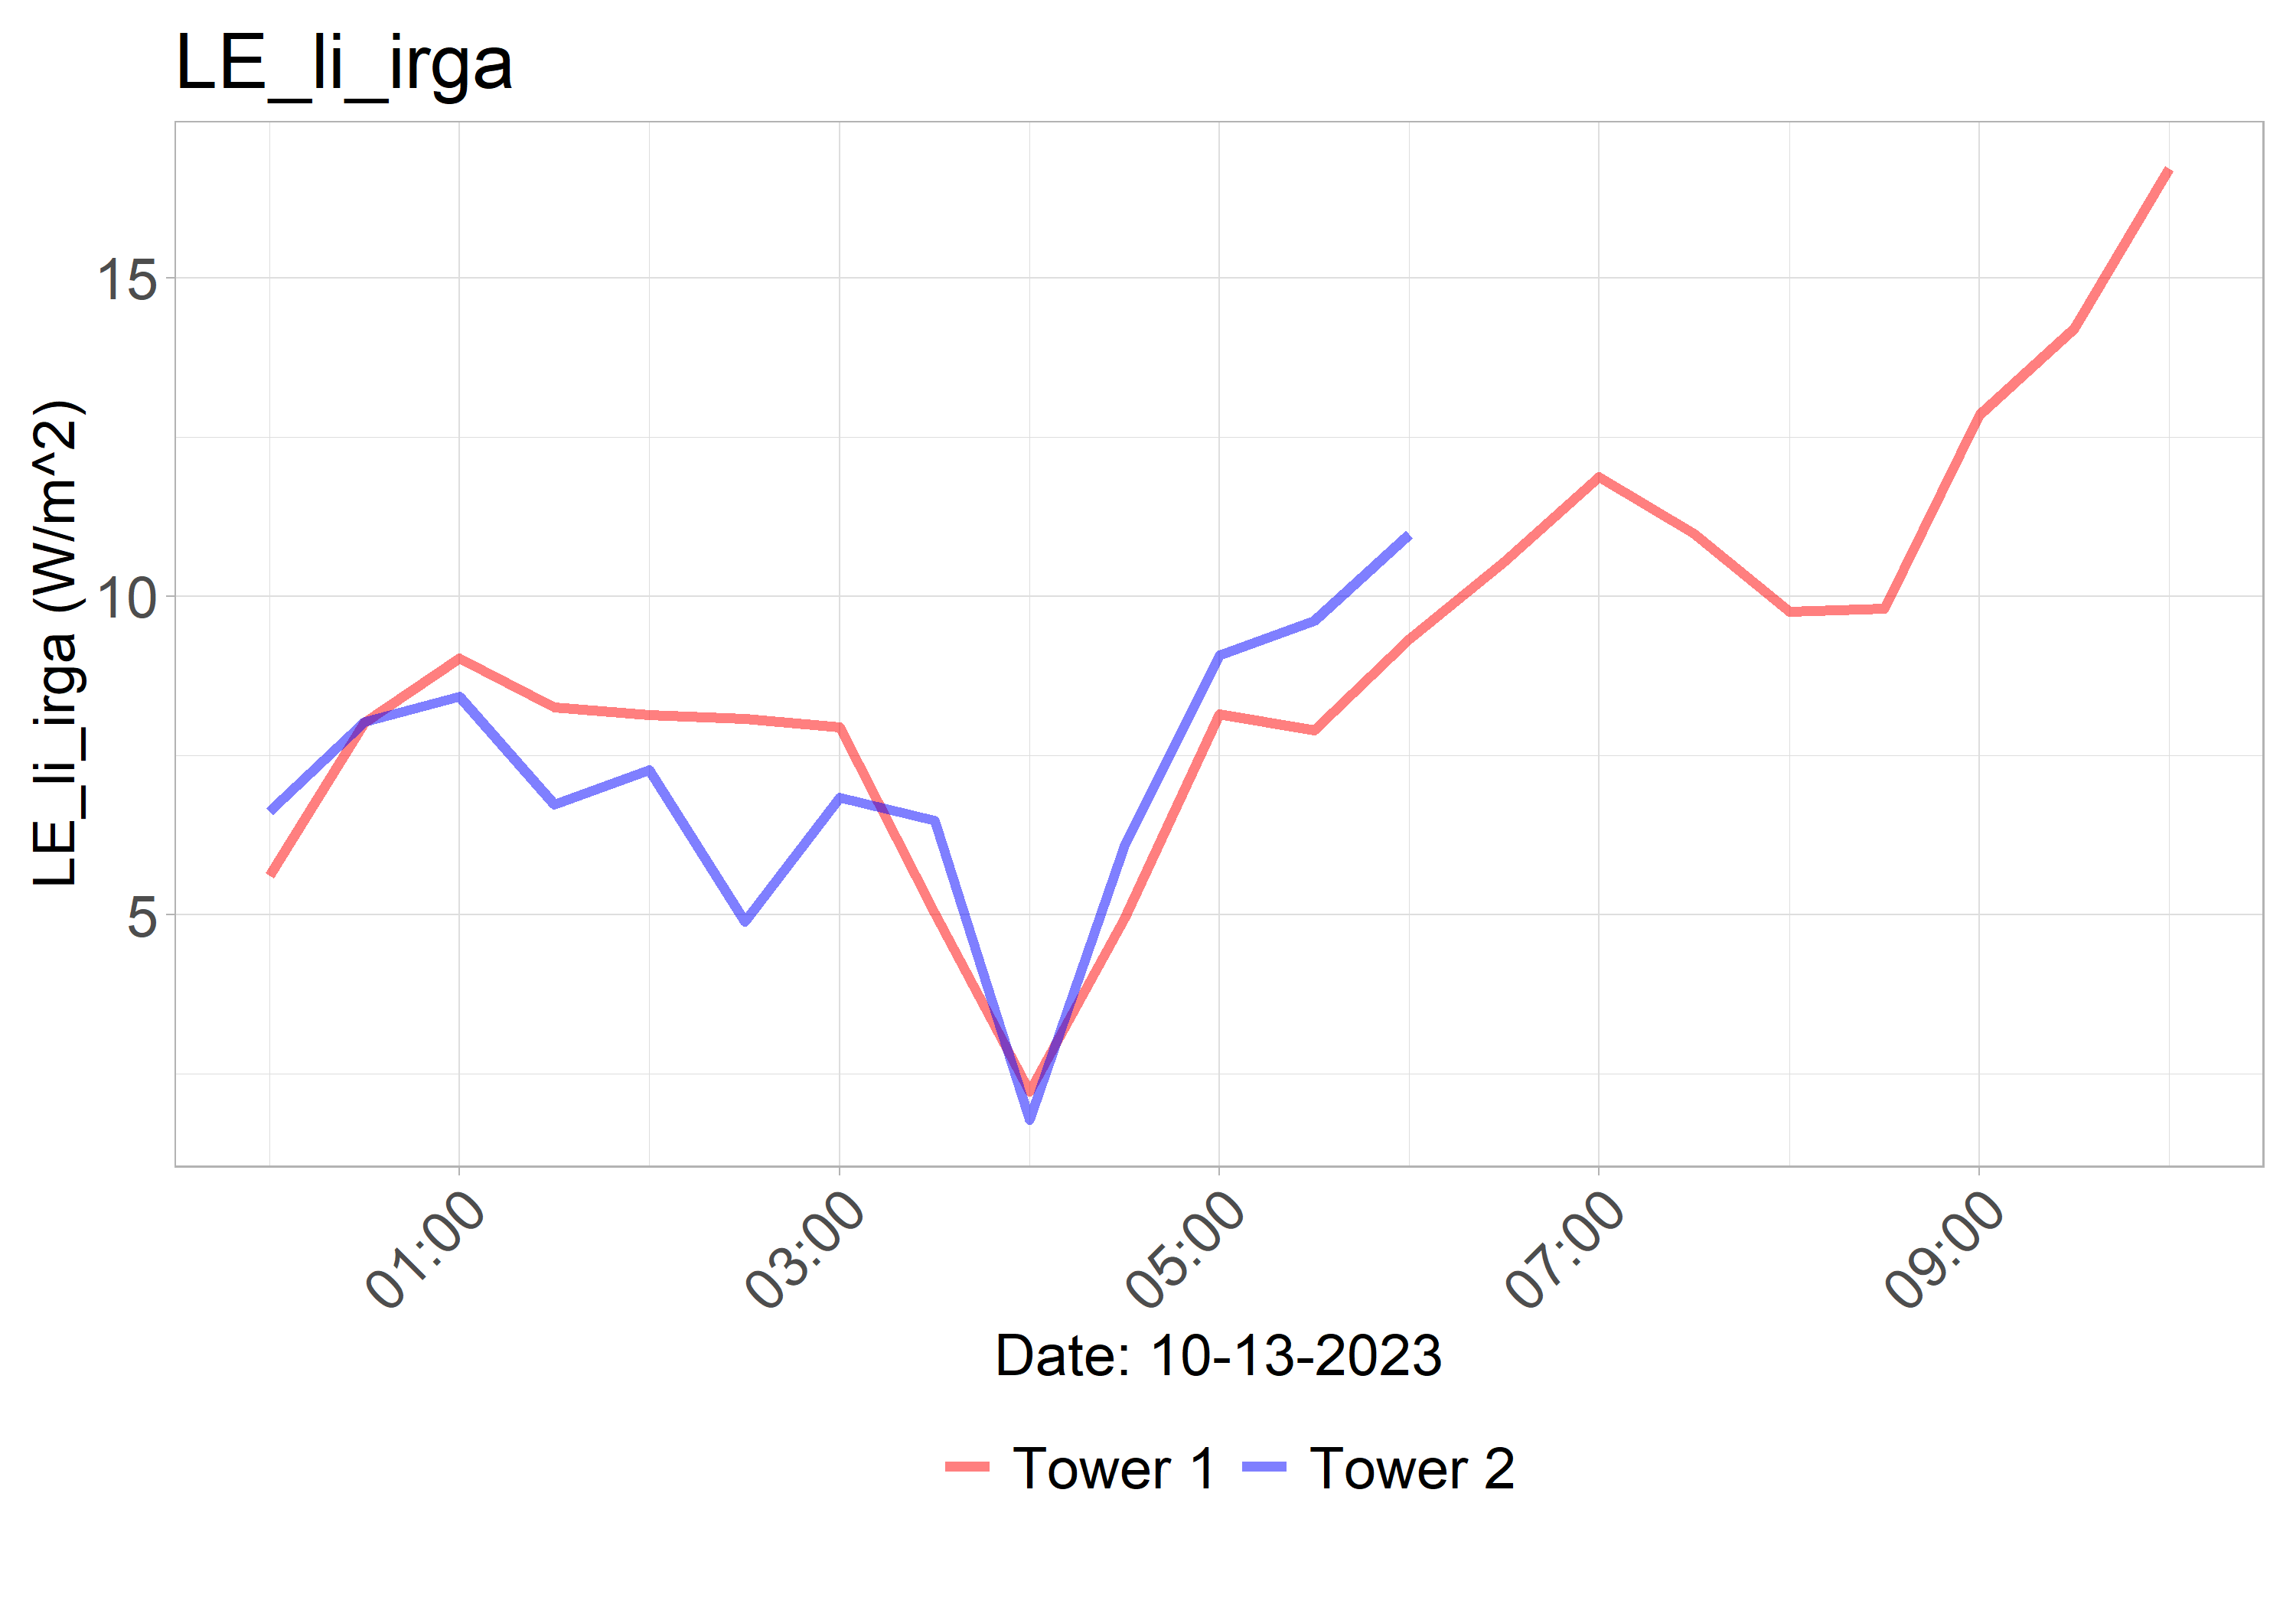 LE_li_irga
LE_li_irga (W/m^2)
15
10
5
01:00
03:00
05:00
07:00
09:00
Date: 10-13-2023
Tower 1
Tower 2